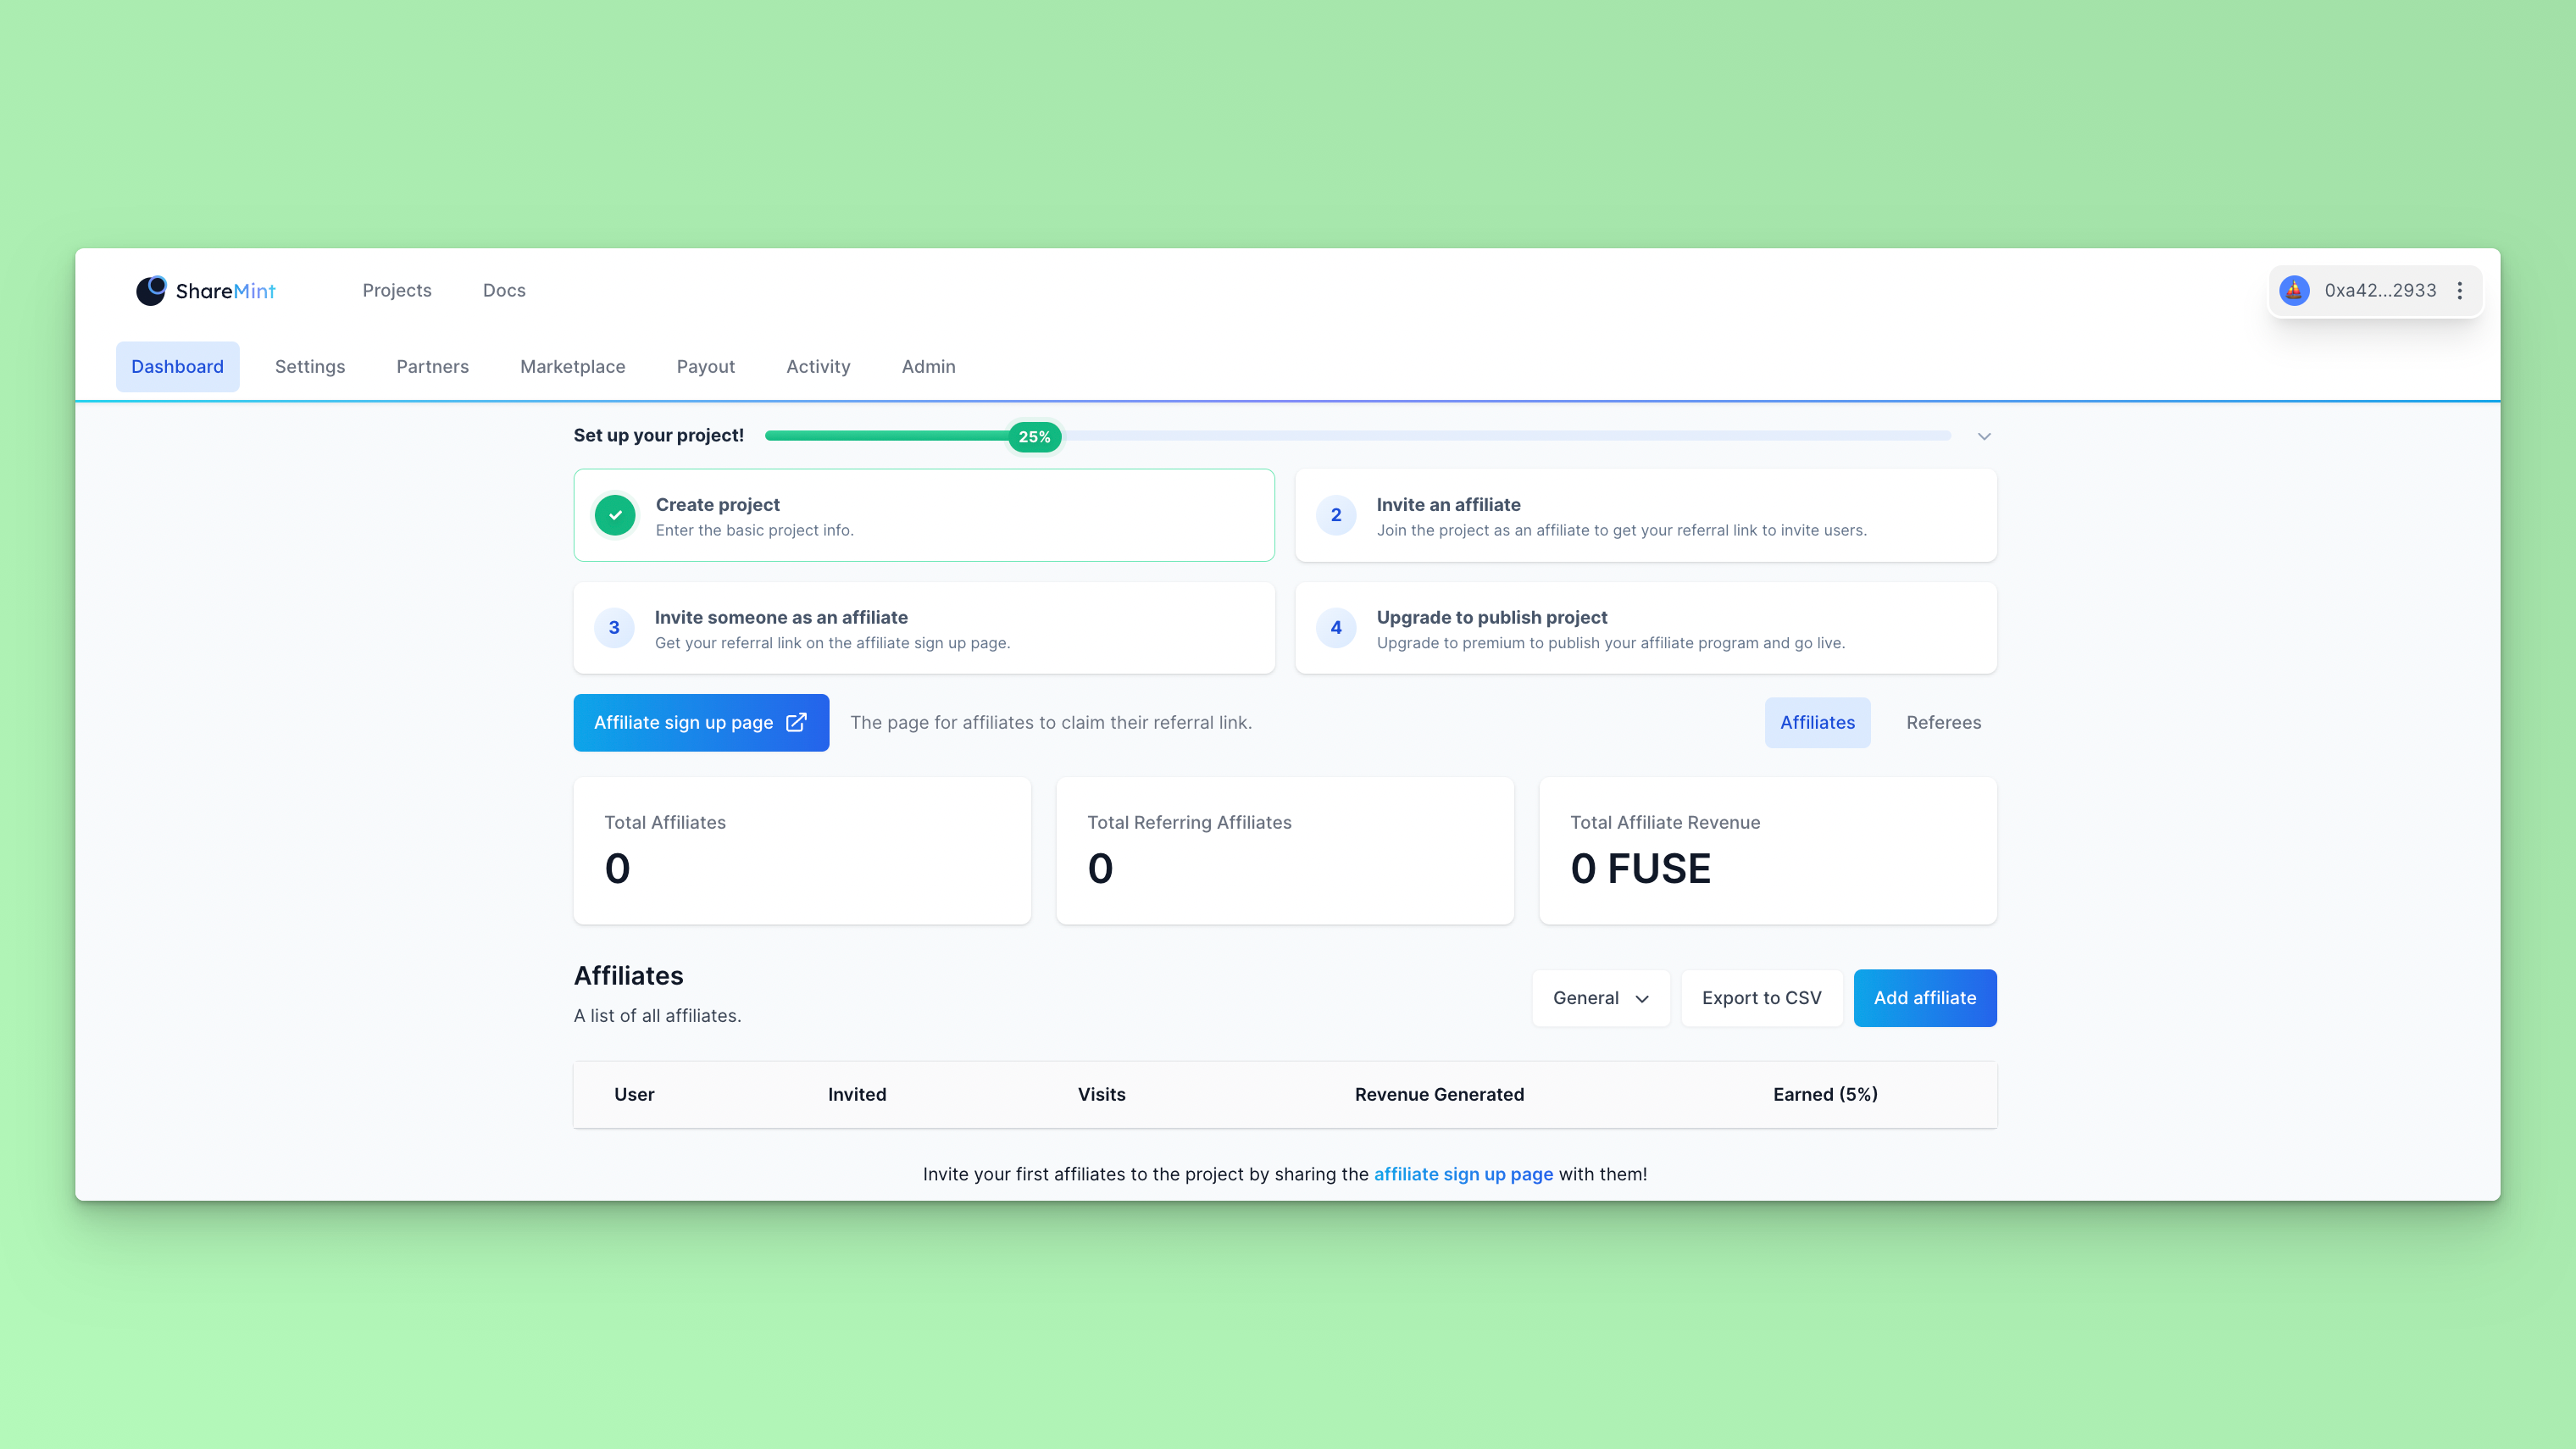 ShareMint
Projects
Docs
0xa42...2933
Dashboard
Settings
Partners
Marketplace
Payout
Activity
Admin
Set up your project!
25%
Create project
Enter the basic project info.
2
Invite an affiliate
Join the project as an affiliate to get your referral link to invite users.
3
Invite someone as an affiliate
Get your referral link on the affiliate sign up page.
4
Upgrade to publish project
Upgrade to premium to publish your affiliate program and go live.
Affiliate sign up page
The page for affiliates to claim their referral link.
Affiliates
Referees
Total Affiliates
0
Total Referring Affiliates
0
Total Affiliate Revenue
0 FUSE
Affiliates
A list of all affiliates.
General
Export to CSV
Add affiliate
User
Invited
Visits
Revenue Generated
Earned (5%)
Invite your first affiliates to the project by sharing the affiliate sign up page with them!